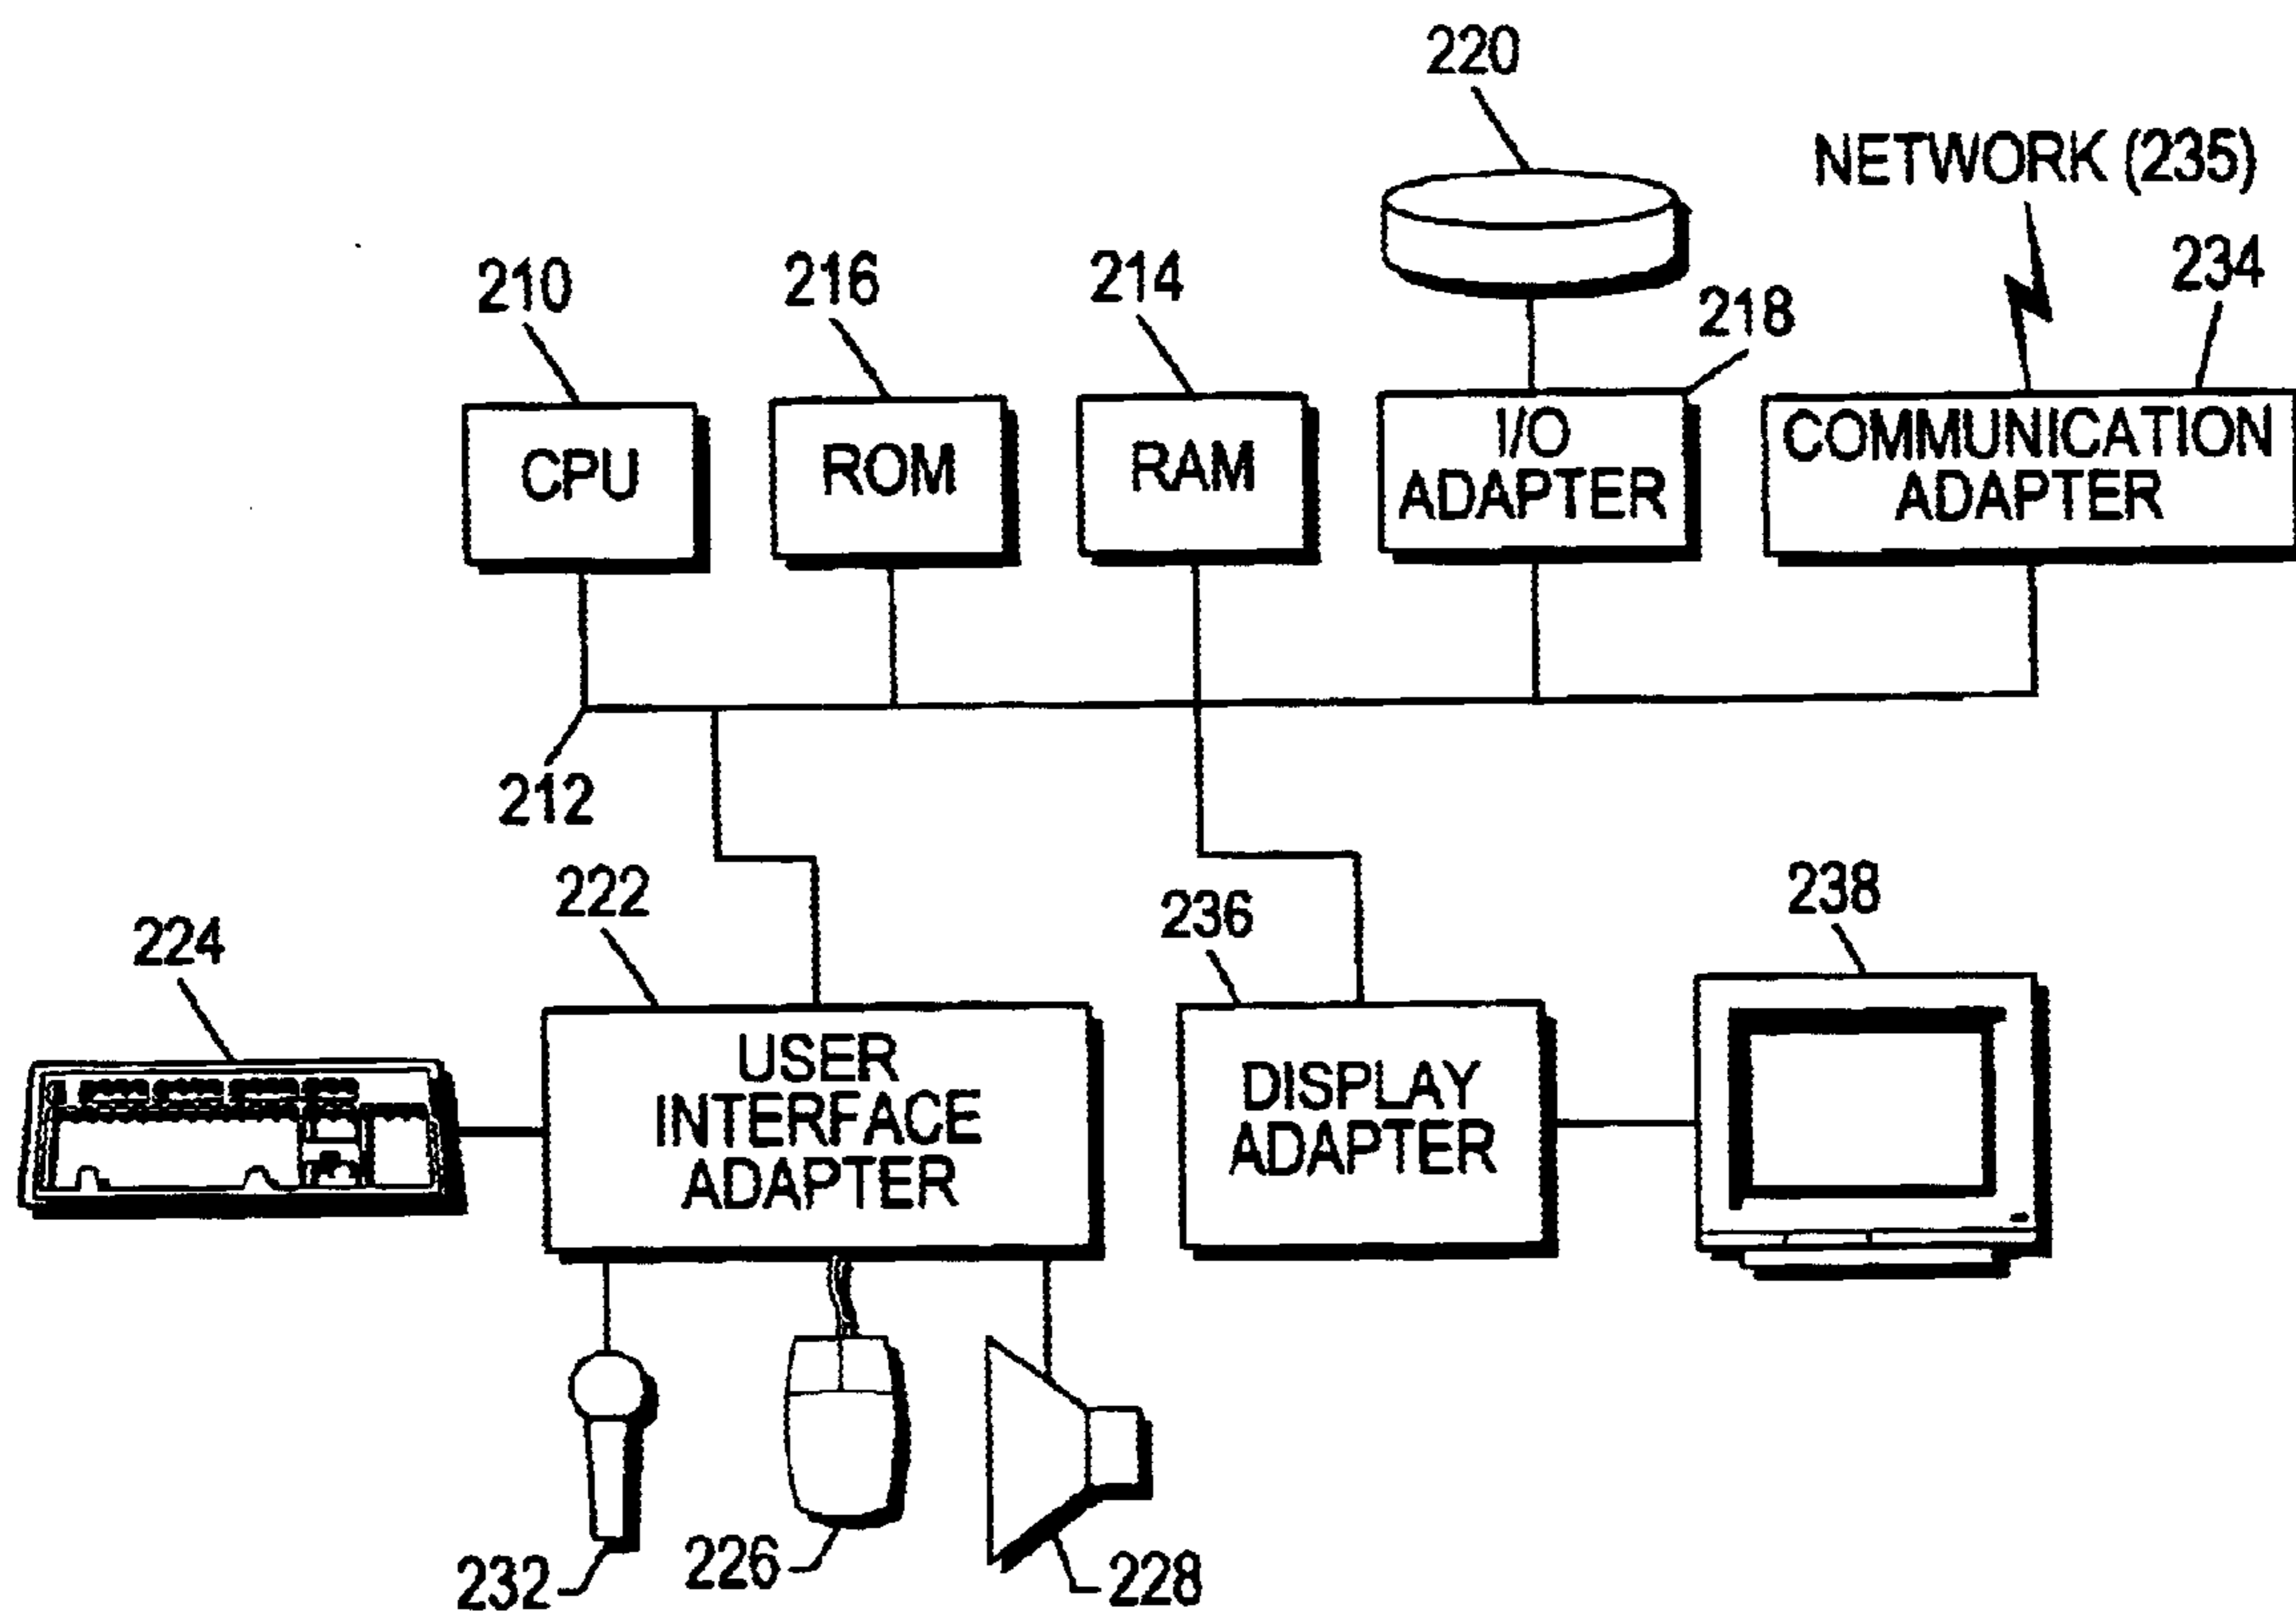 220
NETWORK (235)
210
216
214
218
234
CPU
ROM
RAM
I/O
ADAPTER
COMMUNICATION
ADAPTER
212
224
222
236
238
USER
INTERFACE
ADAPTER
DISPLAY
ADAPTER
232
226
228